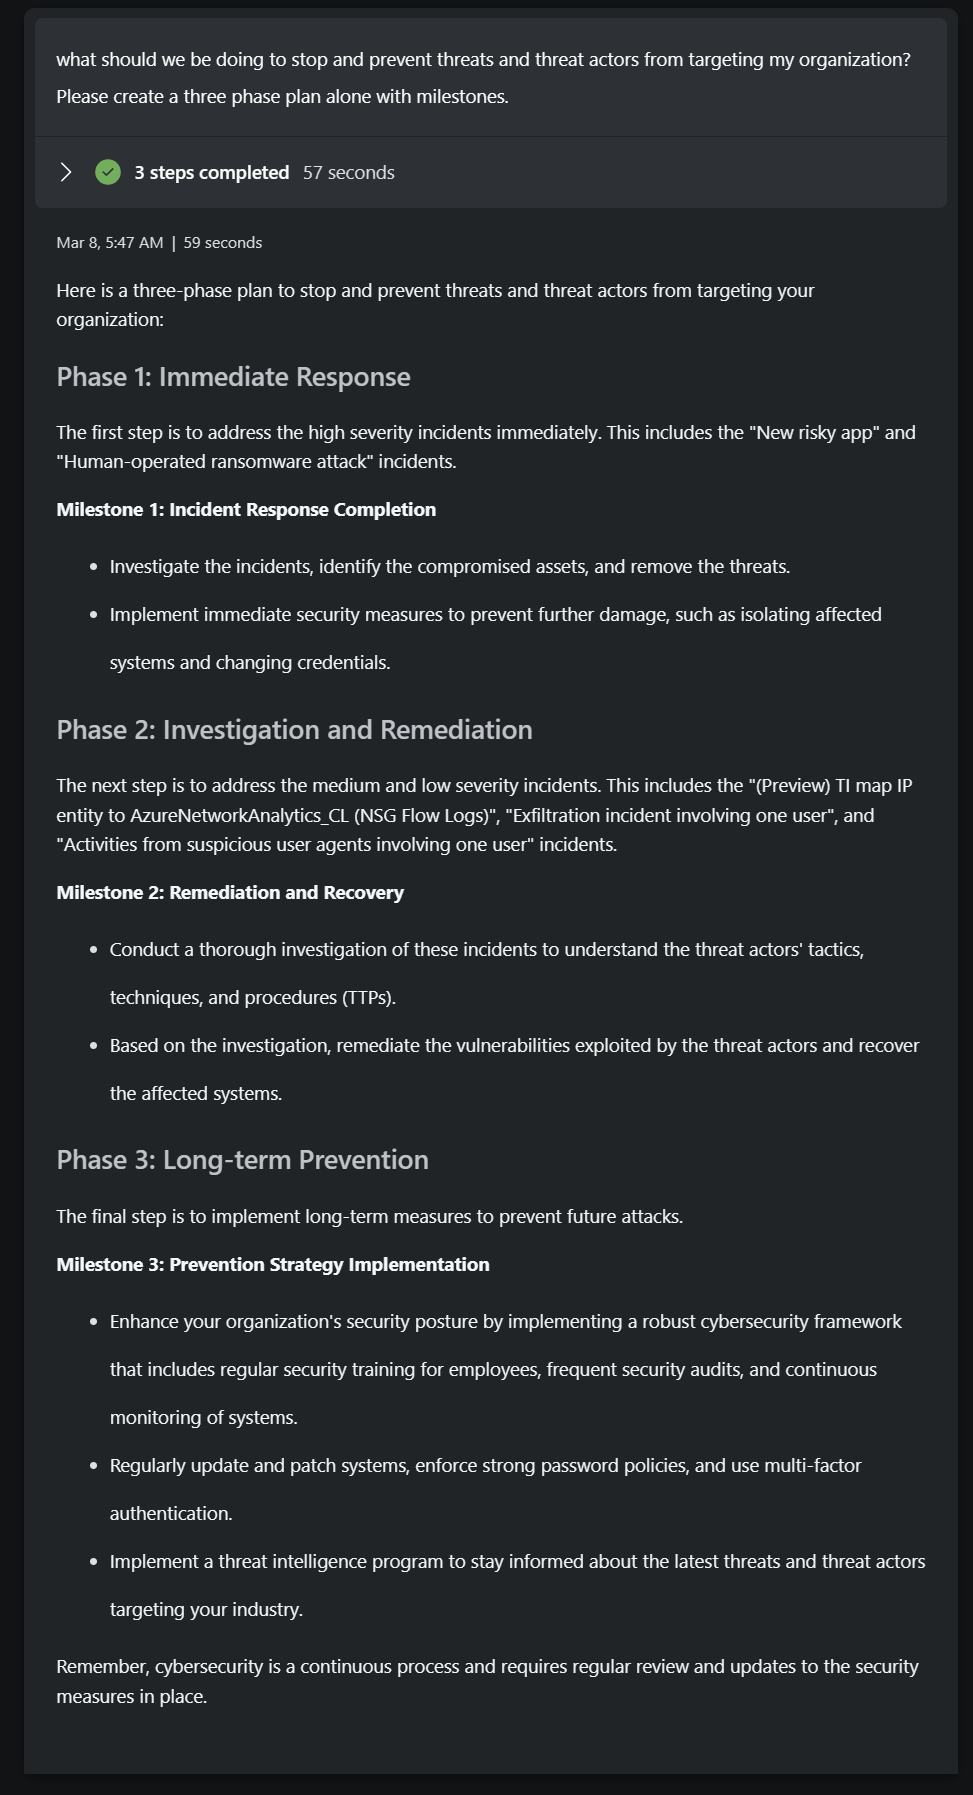 what should we be doing to stop and prevent threats and threat actors from targeting my organization?
Please create a three phase plan alone with milestones.
3 steps completed 57 seconds
Mar 8, 5:47 AM | 59 seconds
Here is a three-phase plan to stop and prevent threats and threat actors from targeting your
organization:
Phase 1: Immediate Response
The first step is to address the high severity incidents immediately. This includes the "New risky app" and
"Human-operated ransomware attack" incidents.
Milestone 1: Incident Response Completion
• Investigate the incidents, identify the compromised assets, and remove the threats.
• Implement immediate security measures to prevent further damage, such as isolating affected
systems and changing credentials.
Phase 2: Investigation and Remediation
The next step is to address the medium and low severity incidents. This includes the "(Preview) TI map IP
entity to AzureNetworkAnalytics_CL (NSG Flow Logs)", "Exfiltration incident involving one user", and
"Activities from suspicious user agents involving one user" incidents.
Milestone 2: Remediation and Recovery
• Conduct a thorough investigation of these incidents to understand the threat actors' tactics,
techniques, and procedures (TTPs).
• Based on the investigation, remediate the vulnerabilities exploited by the threat actors and recover
the affected systems.
Phase 3: Long-term Prevention
The final step is to implement long-term measures to prevent future attacks.
Milestone 3: Prevention Strategy Implementation
• Enhance your organization's security posture by implementing a robust cybersecurity framework
that includes regular security training for employees, frequent security audits, and continuous
monitoring of systems.
• Regularly update and patch systems, enforce strong password policies, and use multi-factor
authentication.
• Implement a threat intelligence program to stay informed about the latest threats and threat actors
targeting your industry.
Remember, cybersecurity is a continuous process and requires regular review and updates to the security
measures in place.